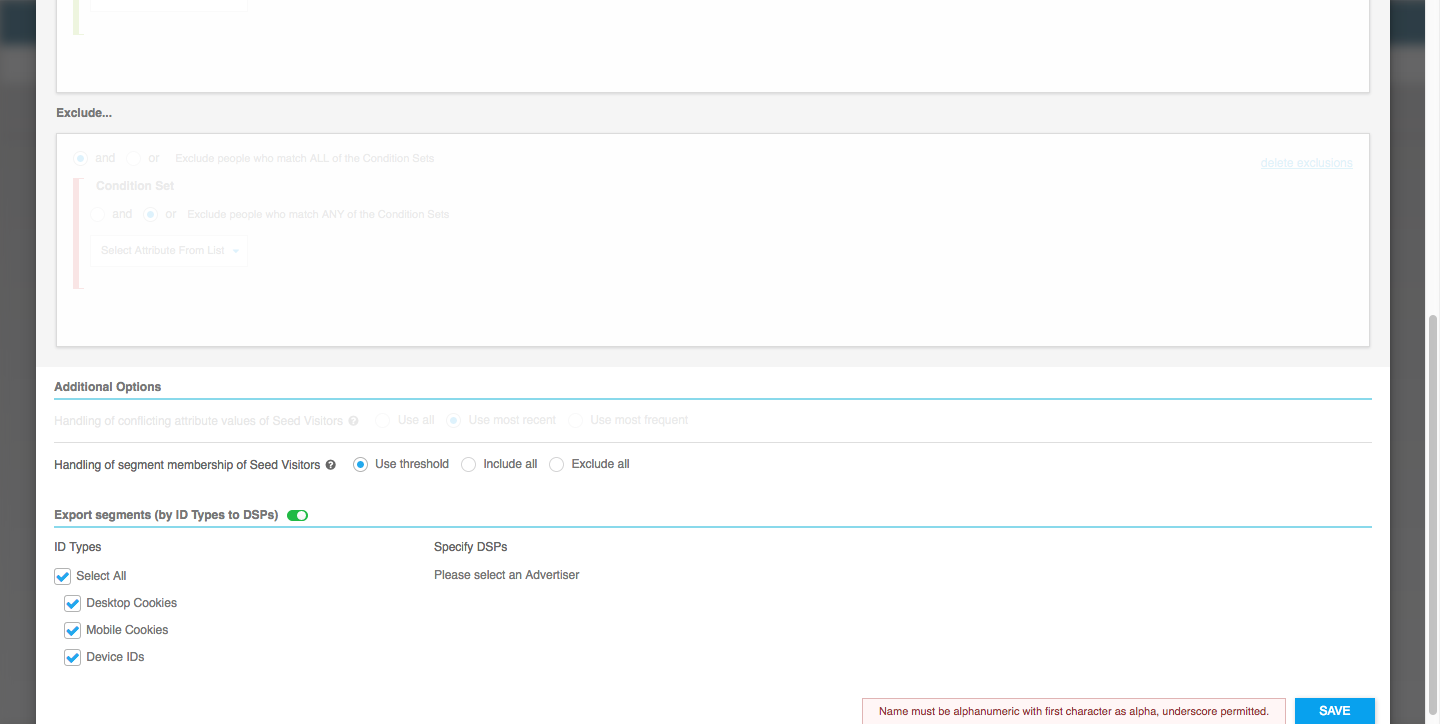 Exclude...
and or Exclude people who match ALL of the Condition Sets
delete exclusions
Condition Set
and or Exclude people who match ANY of the Condition Sets
Select Attribute From List
Additional Options
Handling of conflicting attribute values of Seed Visitors ? Use all Use most recent Use most frequent
Handling of segment membership of Seed Visitors ? Use threshold Include all Exclude all
Export segments (by ID Types to DSPs)
ID Types Specify DSPs
Select All Please select an Advertiser
Desktop Cookies
Mobile Cookies
Device IDs
Name must be alphanumeric with first character as alpha, underscore permitted. SAVE